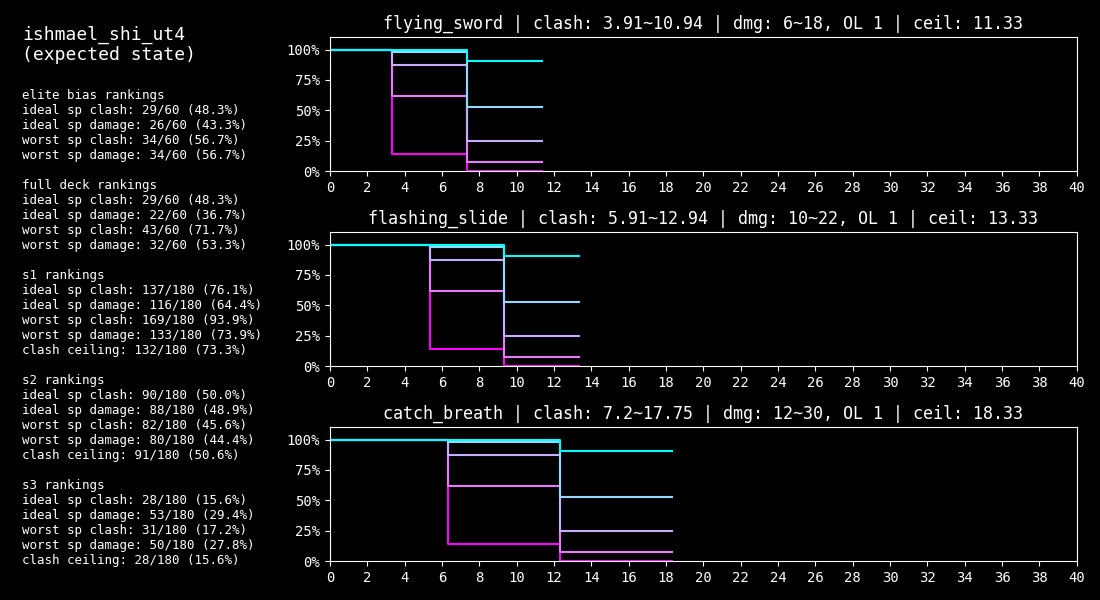 ishmael_shi_ut4
(expected state)
elite bias rankings
ideal sp clash: 29/60 (48.3%)
ideal sp damage: 26/60 (43.3%)
worst sp clash: 34/60 (56.7%)
worst sp damage: 34/60 (56.7%)
full deck rankings
ideal sp clash: 29/60 (48.3%)
ideal sp damage: 22/60 (36.7%)
worst sp clash: 43/60 (71.7%)
worst sp damage: 32/60 (53.3%)
s1 rankings
ideal sp clash: 137/180 (76.1%)
ideal sp damage: 116/180 (64.4%)
worst sp clash: 169/180 (93.9%)
worst sp damage: 133/180 (73.9%)
clash ceiling: 132/180 (73.3%)
s2 rankings
ideal sp clash: 90/180 (50.0%)
ideal sp damage: 88/180 (48.9%)
worst sp clash: 82/180 (45.6%)
worst sp damage: 80/180 (44.4%)
clash ceiling: 91/180 (50.6%)
s3 rankings
ideal sp clash: 28/180 (15.6%)
ideal sp damage: 53/180 (29.4%)
worst sp clash: 31/180 (17.2%)
worst sp damage: 50/180 (27.8%)
clash ceiling: 28/180 (15.6%)
flying_sword | clash: 3.91~10.94 | dmg: 6~18, OL 1 | ceil: 11.33
100%
75%
50%
25%
0%
0 2 4 6 8 10 12 14 16 18 20 22 24 26 28 30 32 34 36 38 40
flashing_slide | clash: 5.91~12.94 | dmg: 10~22, OL 1 | ceil: 13.33
100%
75%
50%
25%
0%
0 2 4 6 8 10 12 14 16 18 20 22 24 26 28 30 32 34 36 38 40
catch_breath | clash: 7.2~17.75 | dmg: 12~30, OL 1 | ceil: 18.33
100%
75%
50%
25%
0%
0 2 4 6 8 10 12 14 16 18 20 22 24 26 28 30 32 34 36 38 40